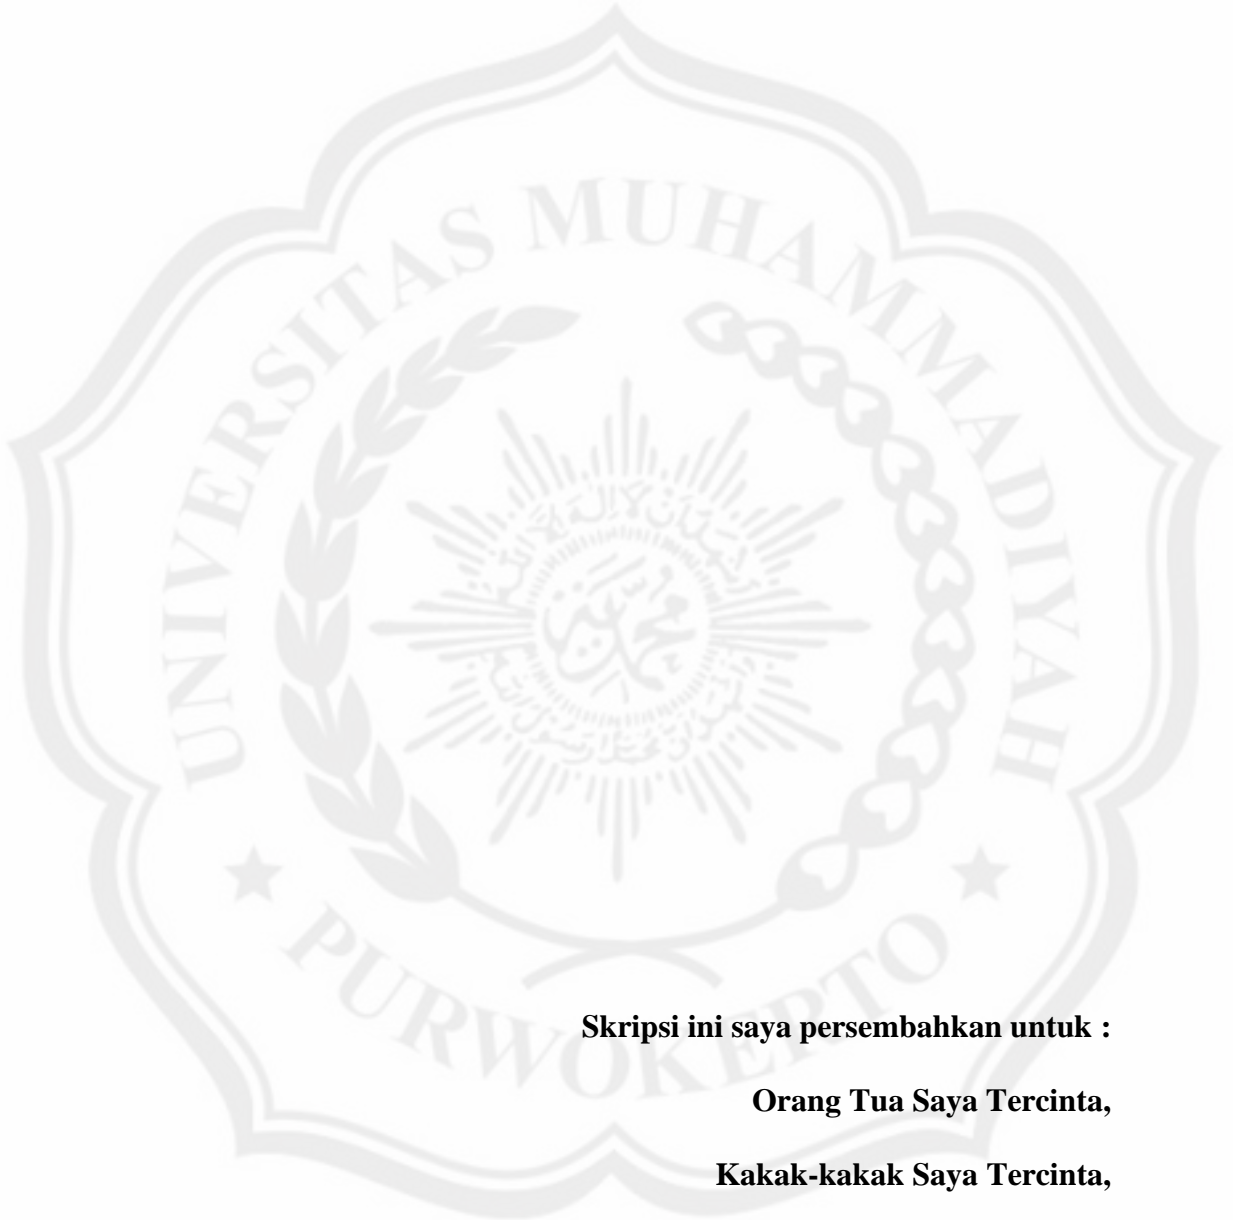 UNIVERSITAS MUHAMMADIYAH
PURWOKERTO
Skripsi ini saya persembahkan untuk :
Orang Tua Saya Tercinta,
Kakak-kakak Saya Tercinta,